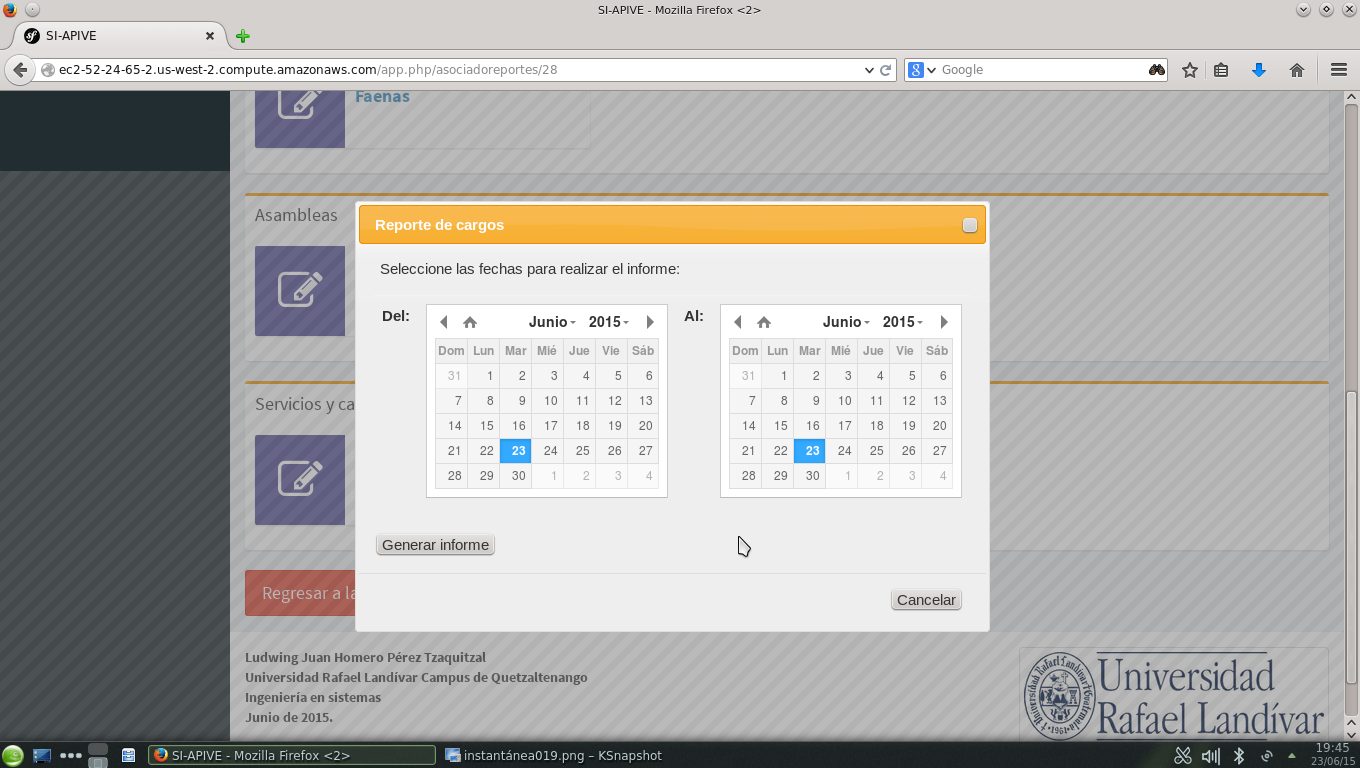 SI-APIVE - Mozilla Firefox <2>
SI-APIVE
ec2-52-24-65-2.us-west-2.compute.amazonaws.com/app.php/asociadoreportes/28
Google
Faenas
Asambleas
Reporte de cargos
Seleccione las fechas para realizar el informe:
Del:
Junio 2015
Dom Lun Mar Mié Jue Vie Sáb
31 1 2 3 4 5 6
7 8 9 10 11 12 13
14 15 16 17 18 19 20
21 22 23 24 25 26 27
28 29 30 1 2 3 4
Al:
Junio 2015
Dom Lun Mar Mié Jue Vie Sáb
31 1 2 3 4 5 6
7 8 9 10 11 12 13
14 15 16 17 18 19 20
21 22 23 24 25 26 27
28 29 30 1 2 3 4
Servicios y ca
Generar informe
Cancelar
Regresar a la
Ludwing Juan Homero Pérez Tzaquitzal
Universidad Rafael Landívar Campus de Quetzaltenango
Ingeniería en sistemas
Junio de 2015.
Universidad
Rafael Landívar
SI-APIVE - Mozilla Firefox <2>
instantánea019.png – KSnapshot
19:45
23/06/15